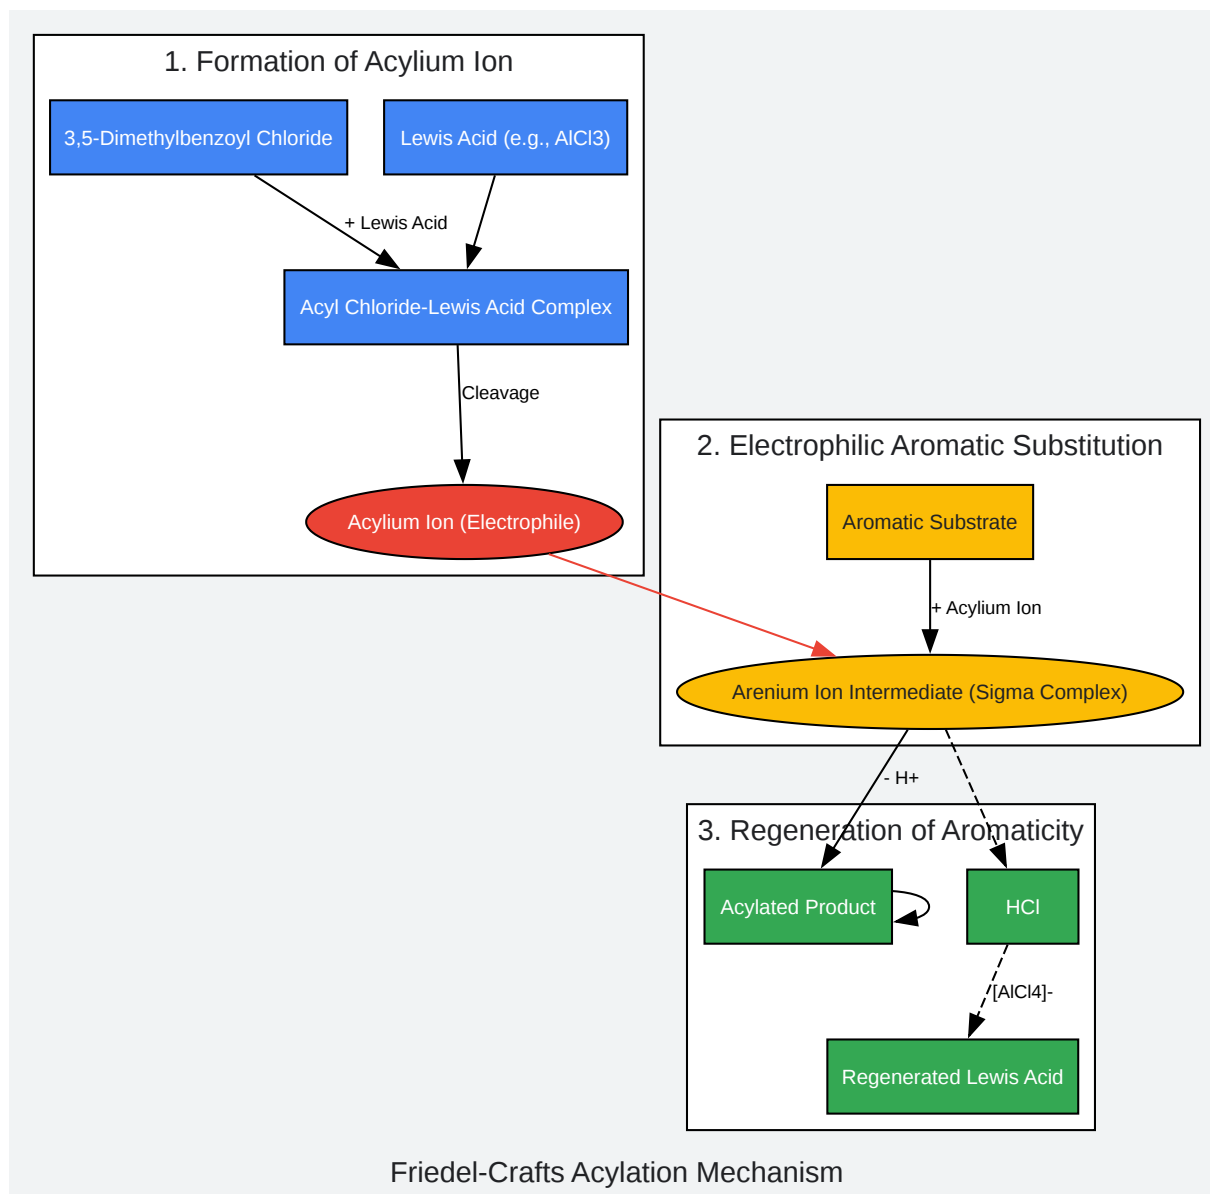 1. Formation of Acylium Ion
3,5-Dimethylbenzoyl Chloride
Lewis Acid (e.g., AlCl3)
+ Lewis Acid
Acyl Chloride-Lewis Acid Complex
Cleavage
Acylium Ion (Electrophile)
2. Electrophilic Aromatic Substitution
Aromatic Substrate
+ Acylium Ion
Arenium Ion Intermediate (Sigma Complex)
- H+
3. Regeneration of Aromaticity
Acylated Product
HCl
[AlCl4]-
Regenerated Lewis Acid
Friedel-Crafts Acylation Mechanism